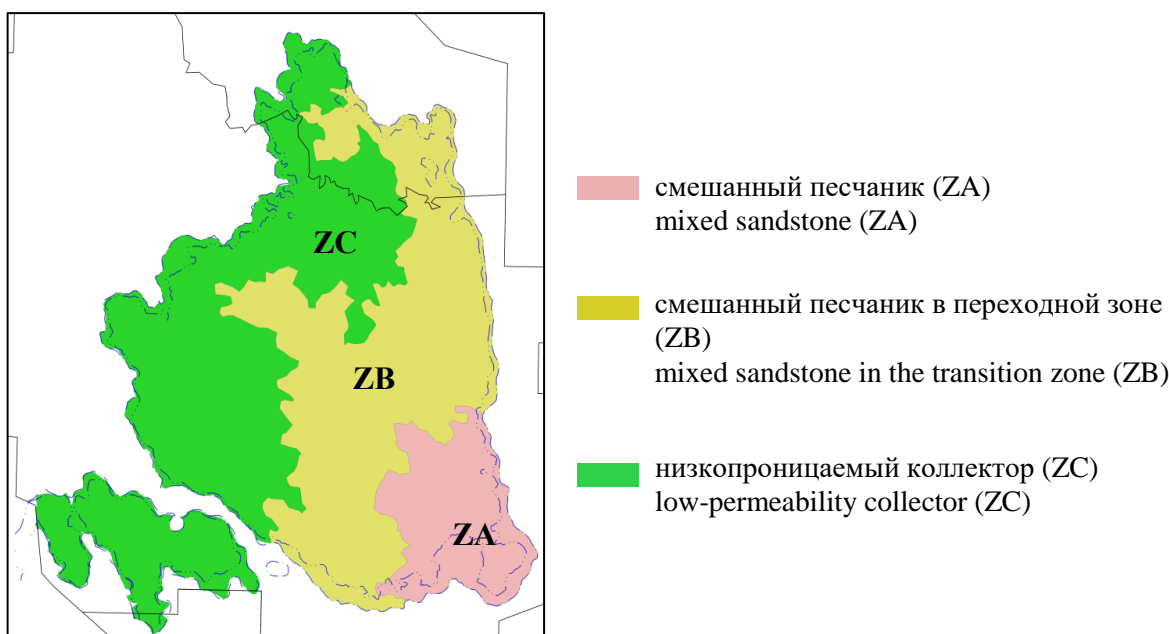 ZC
ZB
ZA
смешанный песчаник (ZA)
mixed sandstone (ZA)
смешанный песчаник в переходной зоне
(ZB)
mixed sandstone in the transition zone (ZB)
низкопроницаемый коллектор (ZC)
low-permeability collector (ZC)